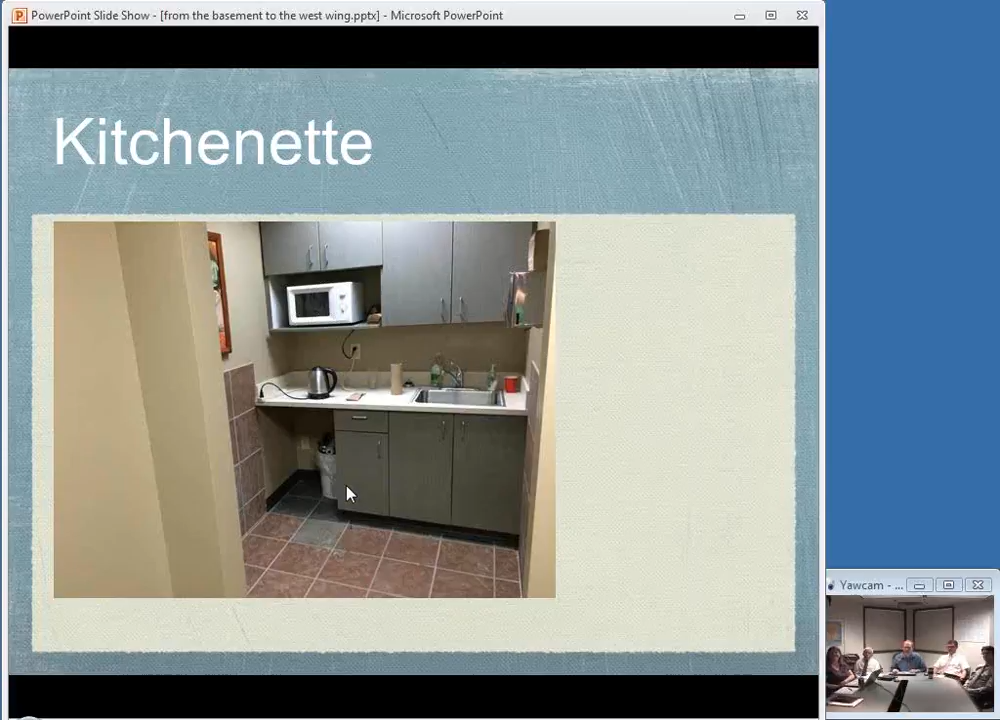 PowerPoint Slide Show - [from the basement to the west wing.pptx] - Microsoft PowerPoint
Kitchenette
Yawcam - ...